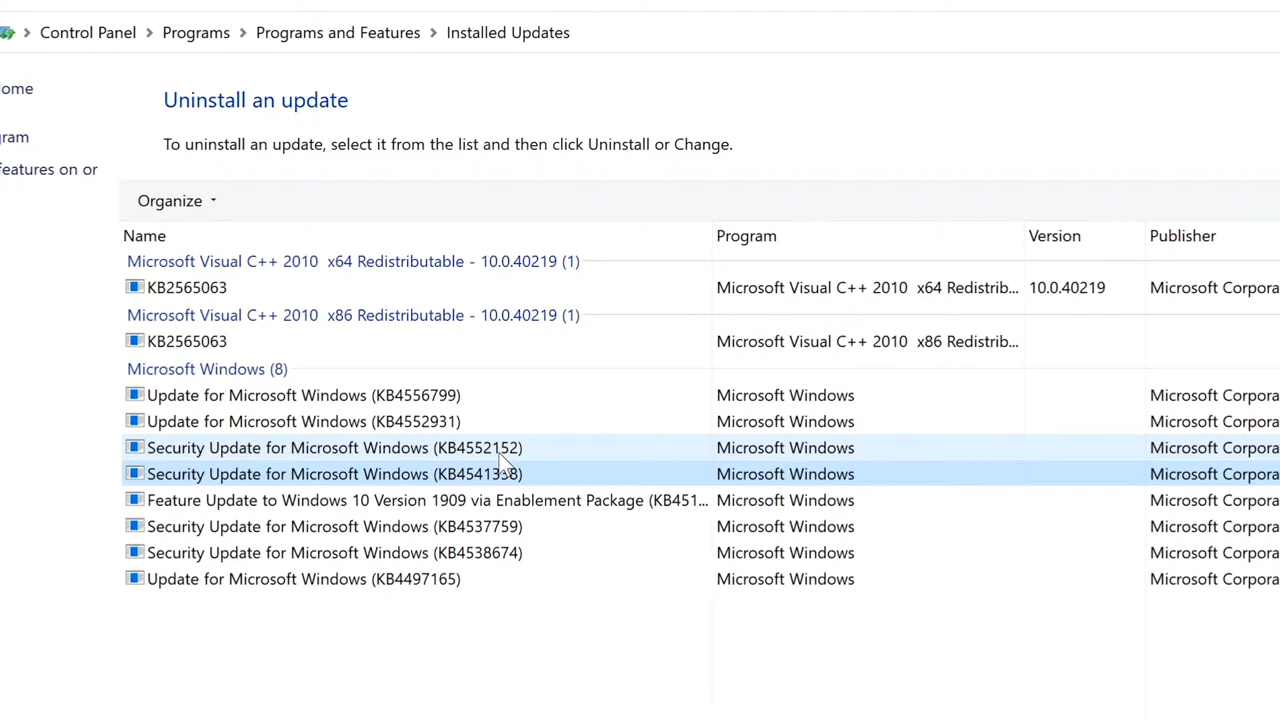 Control Panel > Programs > Programs and Features > Installed Updates
ome
Uninstall an update
gram
To uninstall an update, select it from the list and then click Uninstall or Change.
features on or
Organize
Name Program Version Publisher
Microsoft Visual C++ 2010 x64 Redistributable - 10.0.40219 (1)
KB2565063 Microsoft Visual C++ 2010 x64 Redistrib... 10.0.40219 Microsoft Corpora
Microsoft Visual C++ 2010 x86 Redistributable - 10.0.40219 (1)
KB2565063 Microsoft Visual C++ 2010 x86 Redistrib...
Microsoft Windows (8)
Update for Microsoft Windows (KB4556799) Microsoft Windows Microsoft Corpora
Update for Microsoft Windows (KB4552931) Microsoft Windows Microsoft Corpora
Security Update for Microsoft Windows (KB4552152) Microsoft Windows Microsoft Corpora
Security Update for Microsoft Windows (KB4541338) Microsoft Windows Microsoft Corpora
Feature Update to Windows 10 Version 1909 via Enablement Package (KB451... Microsoft Windows Microsoft Corpora
Security Update for Microsoft Windows (KB4537759) Microsoft Windows Microsoft Corpora
Security Update for Microsoft Windows (KB4538674) Microsoft Windows Microsoft Corpora
Update for Microsoft Windows (KB4497165) Microsoft Windows Microsoft Corpora